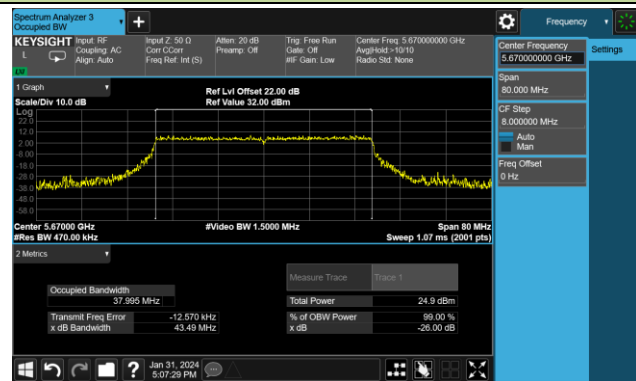 Spectrum Analyzer 3
Occupied BW
+
Frequency
KEYSIGHT
L
Input: RF
Coupling: AC
Align: Auto
Input Z: 50 Ω
Corr CCorr
Freq Ref: Int (S)
Atten: 20 dB
Preamp: Off
Trig: Free Run
Gate: Off
#IF Gain: Low
Center Freq: 5.670000000 GHz
Avg|Hold:>10/10
Radio Std: None
Center Frequency
5.670000000 GHz
Settings
Span
80.000 MHz
CF Step
8.000000 MHz
Auto
Man
Freq Offset
0 Hz
1 Graph
Scale/Div 10.0 dB
Ref Lvl Offset 22.00 dB
Ref Value 32.00 dBm
Log
22.0
12.0
2.00
-8.00
-18.0
-28.0
-38.0
-48.0
-58.0
Center 5.67000 GHz
#Res BW 470.00 kHz
#Video BW 1.5000 MHz
Span 80 MHz
Sweep 1.07 ms (2001 pts)
2 Metrics
Measure Trace
Trace 1
Occupied Bandwidth
37.995 MHz
Total Power
24.9 dBm
Transmit Freq Error
-12.570 kHz
% of OBW Power
99.00 %
x dB Bandwidth
43.49 MHz
x dB
-26.00 dB
?
Jan 31, 2024
5:07:29 PM